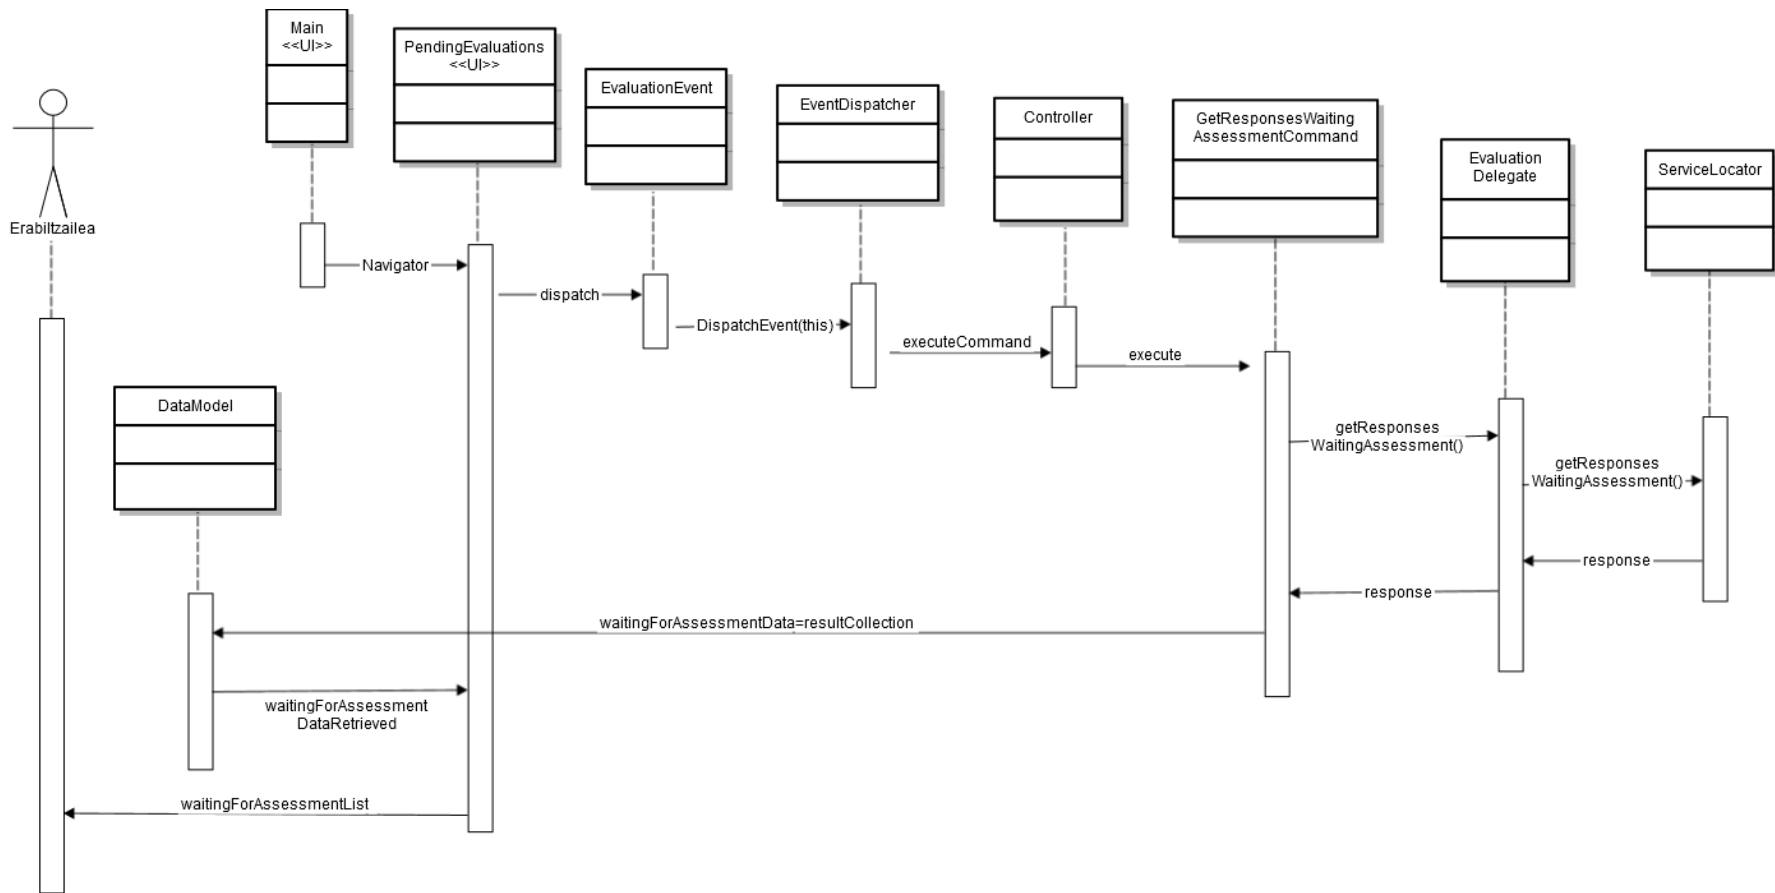 Main
<<UI>>
PendingEvaluations
<<UI>>
EvaluationEvent
EventDispatcher
Controller
GetResponsesWaiting
AssessmentCommand
Evaluation
Delegate
ServiceLocator
Erabiltzailea
Navigator
dispatch
DispatchEvent(this)
executeCommand
execute
DataModel
getResponses
WaitingAssessment()
getResponses
WaitingAssessment()
response
response
waitingForAssessmentData=resultCollection
waitingForAssessment
DataRetrieved
waitingForAssessmentList